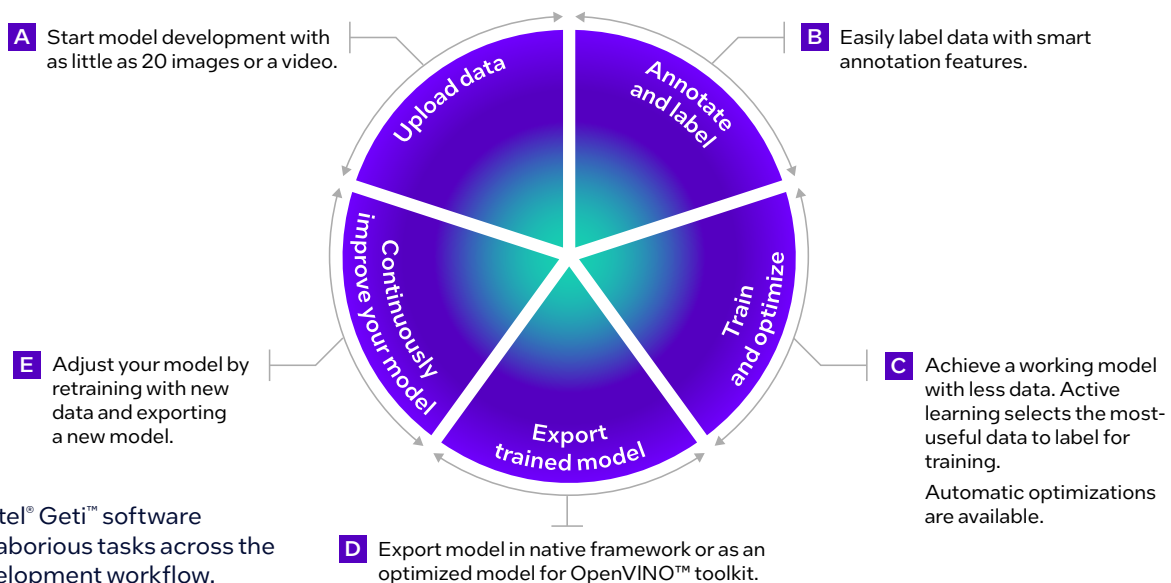 A Start model development with
as little as 20 images or a video.
B Easily label data with smart
annotation features.
Upload data
Annotate
and label
Train
and optimize
Export
trained model
Continuously
improve your model
C Achieve a working model
with less data. Active
learning selects the most-
useful data to label for
training.
Automatic optimizations
are available.
D Export model in native framework or as an
optimized model for OpenVINO™ toolkit.
E Adjust your model by
retraining with new
data and exporting
a new model.
Geti™ software
tasks across the
workflow.